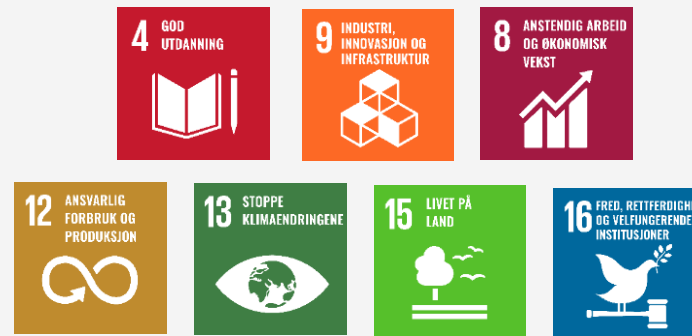 4 GOD
UTDANNING
9 INDUSTRI,
INNOVASJON OG
INFRASTRUKTUR
8 ANSTENDIG ARBEID
OG ØKONOMISK
VEKST
12 ANSVARLIG
FORBRUK OG
PRODUKSJON
13 STOPPE
KLIMAENDRINGENE
15 LIVET PÅ
LAND
16 FRED,
OG VELFUNGERENDE
INSTITUSJONER